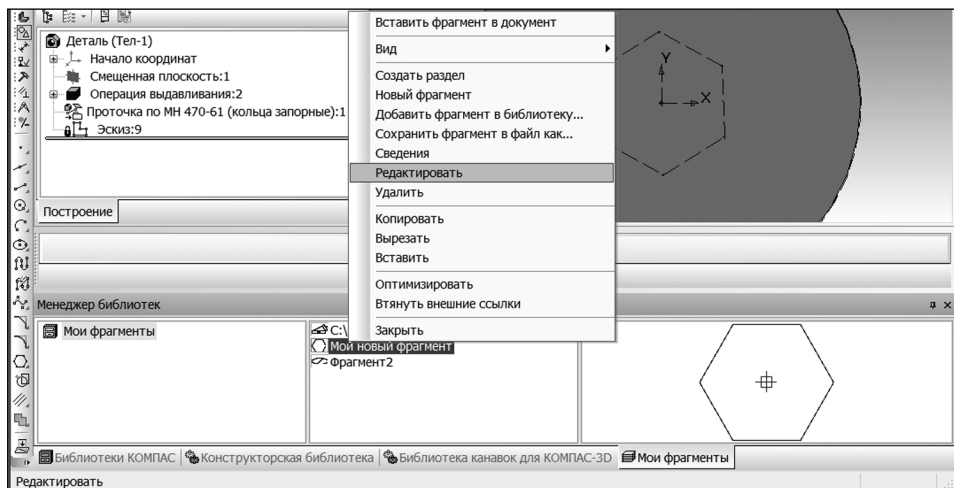 Деталь (Тел-1)
Начало координат
Смещенная плоскость:1
Операция выдавливания:2
Проточка по МН 470-61 (кольца запорные):1
Эскиз:9
Построение
Вставить фрагмент в документ
Вид
Создать раздел
Новый фрагмент
Добавить фрагмент в библиотеку...
Сохранить фрагмент в файл как...
Сведения
Редактировать
Удалить
Копировать
Вырезать
Вставить
Оптимизировать
Втянуть внешние ссылки
Закрыть
Y
X
Менеджер библиотек
Мои фрагменты
C:\
Мой новый фрагмент
Фрагмент2
Библиотеки КОМПАС
Конструкторская библиотека
Библиотека канавок для КОМПАС-3D
Мои фрагменты
Редактировать